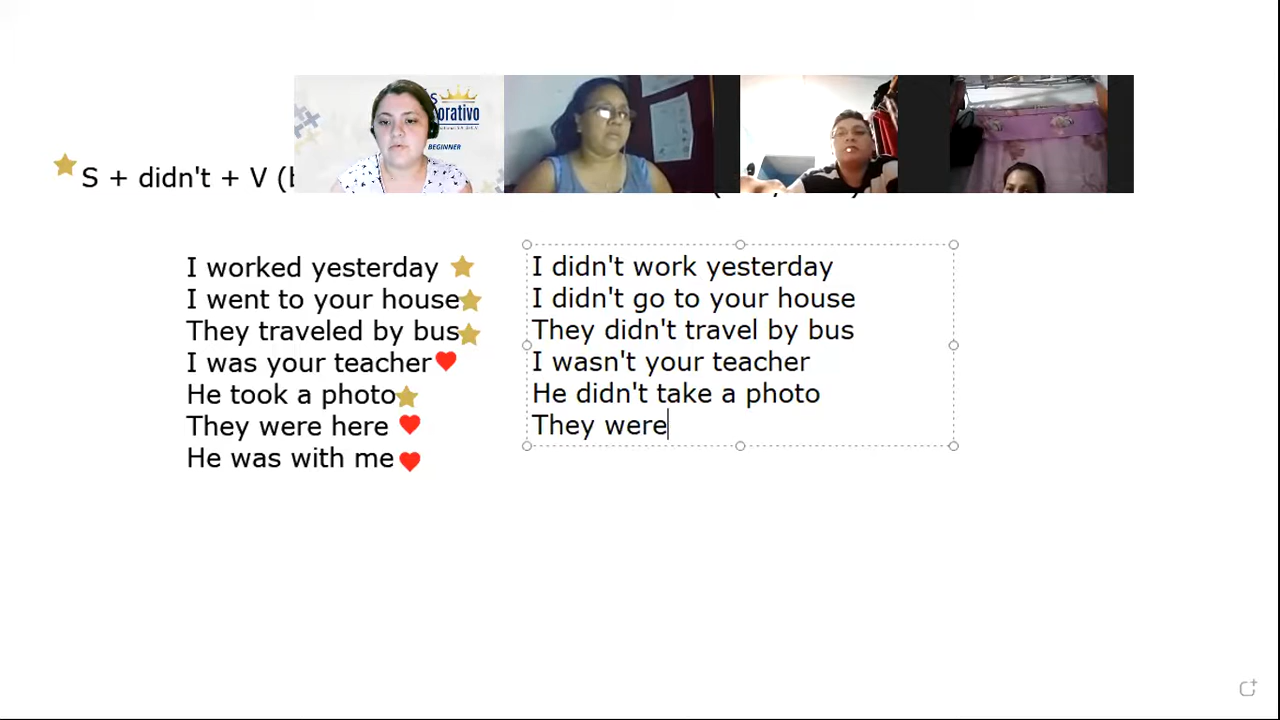 orativo
BEGINNER
S + didn't + V (
I worked yesterday
I went to your house
They traveled by bus
I was your teacher
He took a photo
They were here
He was with me
I didn't work yesterday
I didn't go to your house
They didn't travel by bus
I wasn't your teacher
He didn't take a photo
They were